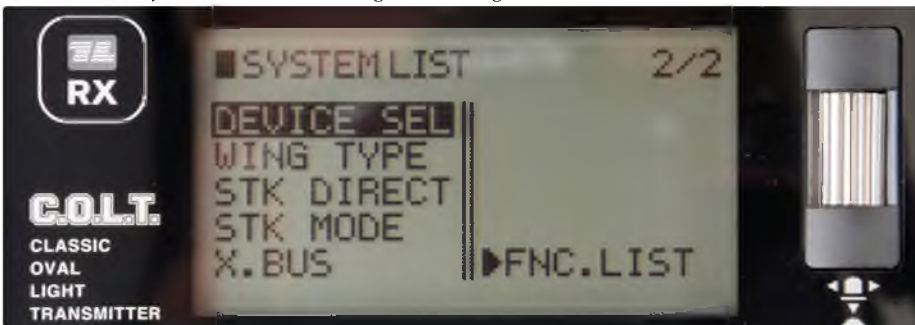 RX
C.O.L.T.
CLASSIC
OVAL
LIGHT
TRANSMITTER
■SYSTEM LIST 2/2
DEVICE SEL
WING TYPE
STK DIRECT
STK MODE
X.BUS
▶FNC.LIST